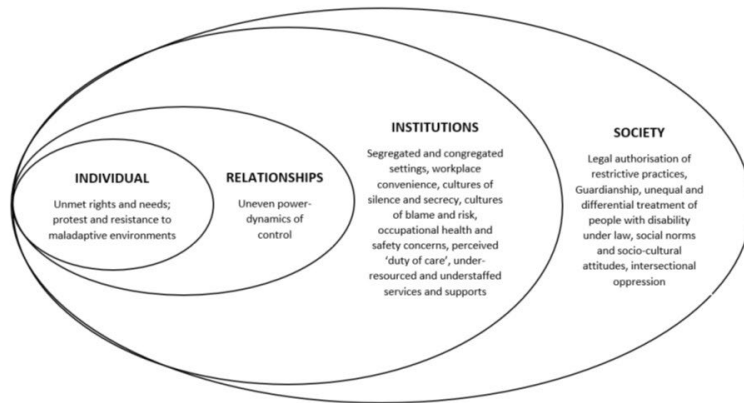 INDIVIDUAL
Unmet rights and needs;
protest and resistance to
maladaptive environments
RELATIONSHIPS
Uneven power-
dynamics of
control
INSTITUTIONS
Segregated and congregated
settings, workplace
convenience, cultures of
silence and secrecy, cultures
of blame and risk,
occupational health and
safety concerns, perceived
‘duty of care’, under-
resourced and understaffed
services and supports
SOCIETY
Legal authorisation of
restrictive practices,
Guardianship, unequal and
differential treatment of
people with disability
under law, social norms
and socio-cultural
attitudes, intersectional
oppression